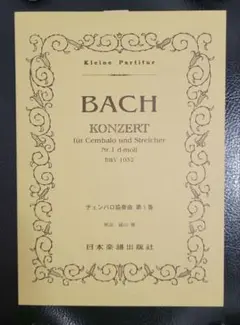 Kleine Partitur
BACH
KONZERT
für Cembalo und Streicher
Nr. 1 d-moll
BWV 1052
チェンバロ協奏曲 第1番
日本楽譜出版社